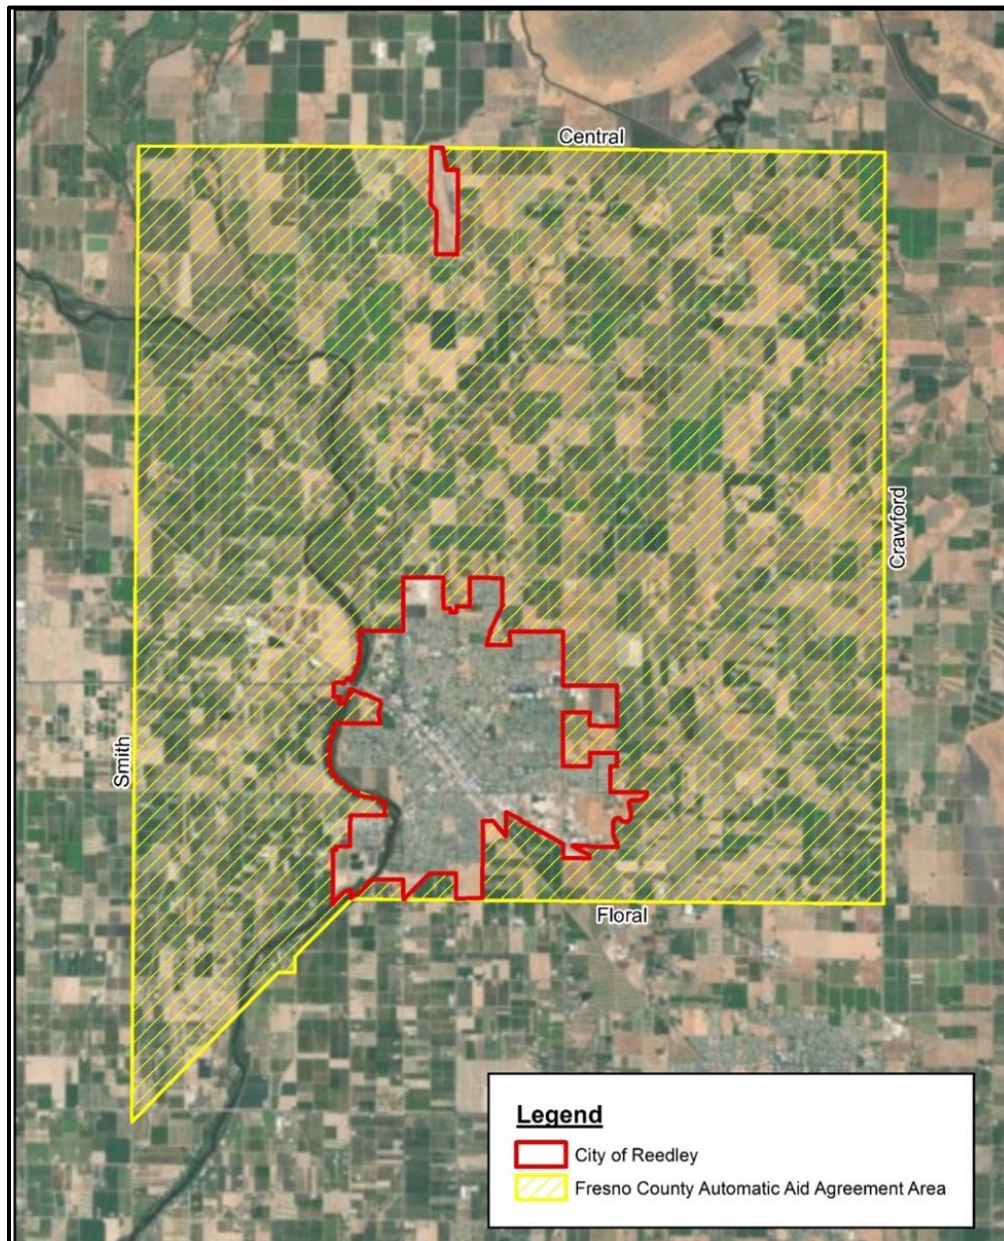 Central
Crawford
Smith
Floral
Legend
City of Reedley
Fresno County Automatic Aid Agreement Area